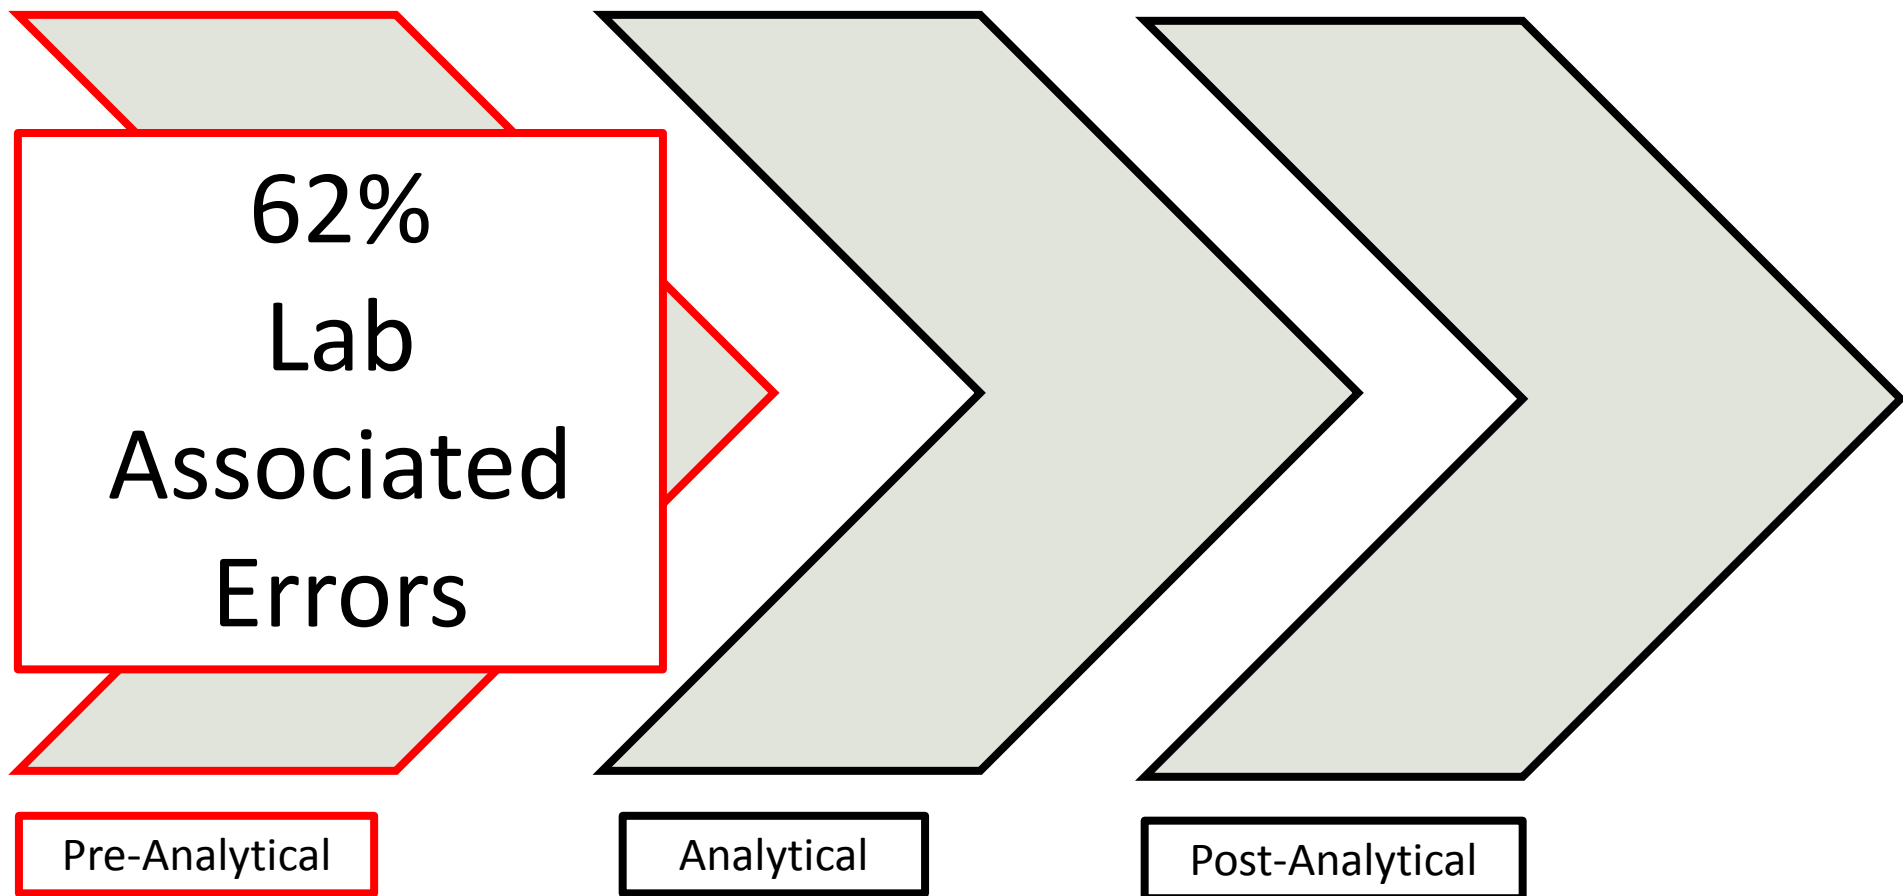 62%
Lab
Associated
Errors
Pre-Analytical
Analytical
Post-Analytical